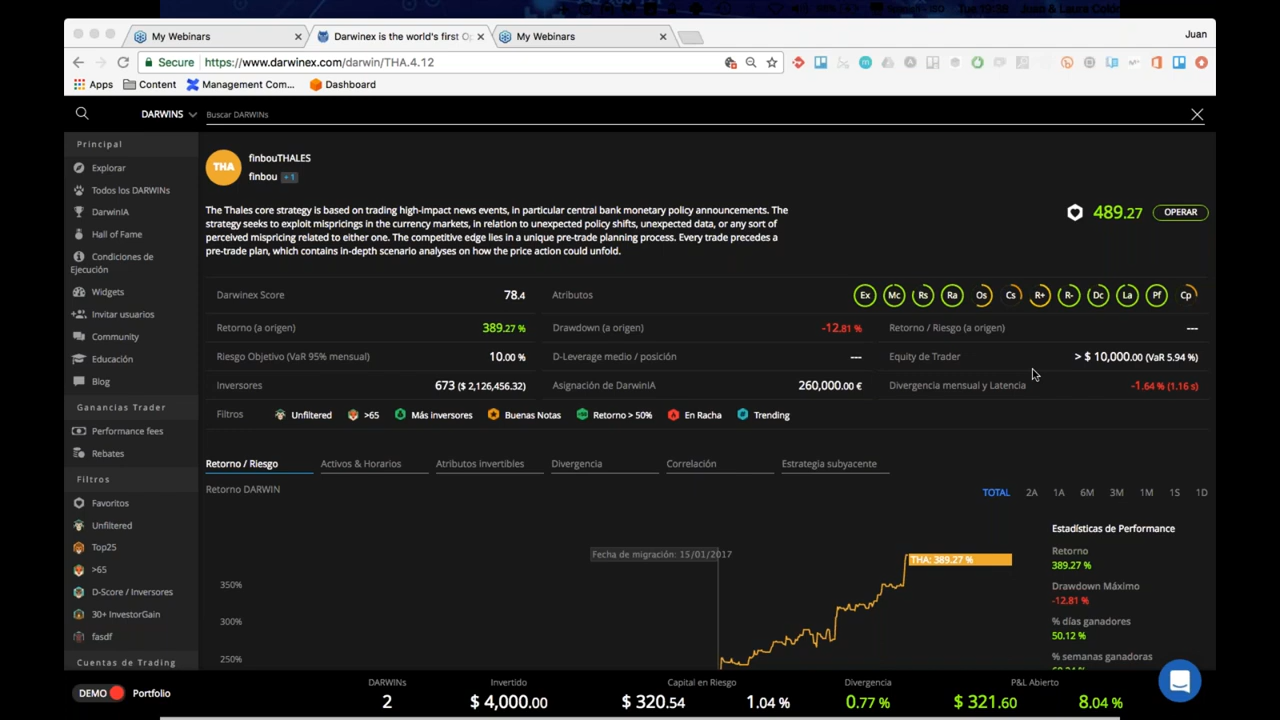 Tue 19:38 Juan & Laura Colón
My Webinars
Darwinex is the world's first O
My Webinars
Juan
Secure https://www.darwinex.com/darwin/THA.4.12
Apps Content Management Com... Dashboard
DARWINS Buscar DARWINs
Principal
Explorar
Todos los DARWINs
DarwinIA
Hall of Fame
Condiciones de
Ejecución
Widgets
Invitar usuarios
Community
Educación
Blog
Ganancias Trader
Performance fees
Rebates
Filtros
Favoritos
Unfiltered
Top25
>65
D-Score / Inversores
30+ InvestorGain
fasdf
Cuentas de Trading
THA
finbouTHALES
finbou +1
The Thales core strategy is based on trading high-impact news events, in particular central bank monetary policy announcements. The
strategy seeks to exploit mispricings in the currency markets, in relation to unexpected policy shifts, unexpected data, or any sort of
perceived mispricing related to either one. The competitive edge lies in a unique pre-trade planning process. Every trade precedes a
pre-trade plan, which contains in-depth scenario analyses on how the price action could unfold.
489.27 OPERAR
Darwinex Score 78.4 Atributos Ex Mc Rs Ra Os Cs R+ R- Dc La Pf Cp
Retorno (a origen) 389.27 % Drawdown (a origen) -12.81 % Retorno / Riesgo (a origen) ---
Riesgo Objetivo (VaR 95% mensual) 10.00 % D-Leverage medio / posición --- Equity de Trader > $ 10,000.00 (VaR 5.94 %)
Inversores 673 ($ 2,126,456.32) Asignación de DarwinIA 260,000.00 € Divergencia mensual y Latencia -1.64 % (1.16 s)
Filtros Unfiltered >65 Más inversores Buenas Notas Retorno > 50% En Racha Trending
Retorno / Riesgo Activos & Horarios Atributos invertibles Divergencia Correlación Estrategia subyacente
Retorno DARWIN
TOTAL 2A 1A 6M 3M 1M 1S 1D
Fecha de migración: 15/01/2017
THA: 389.27 %
350%
300%
250%
Estadísticas de Performance
Retorno
389.27 %
Drawdown Máximo
-12.81 %
% días ganadores
50.12 %
% semanas ganadoras
DEMO Portfolio
DARWINs
2
Invertido
$ 4,000.00
Capital en Riesgo
$ 320.54 1.04 %
Divergencia
0.77 %
P&L Abierto
$ 321.60 8.04 %